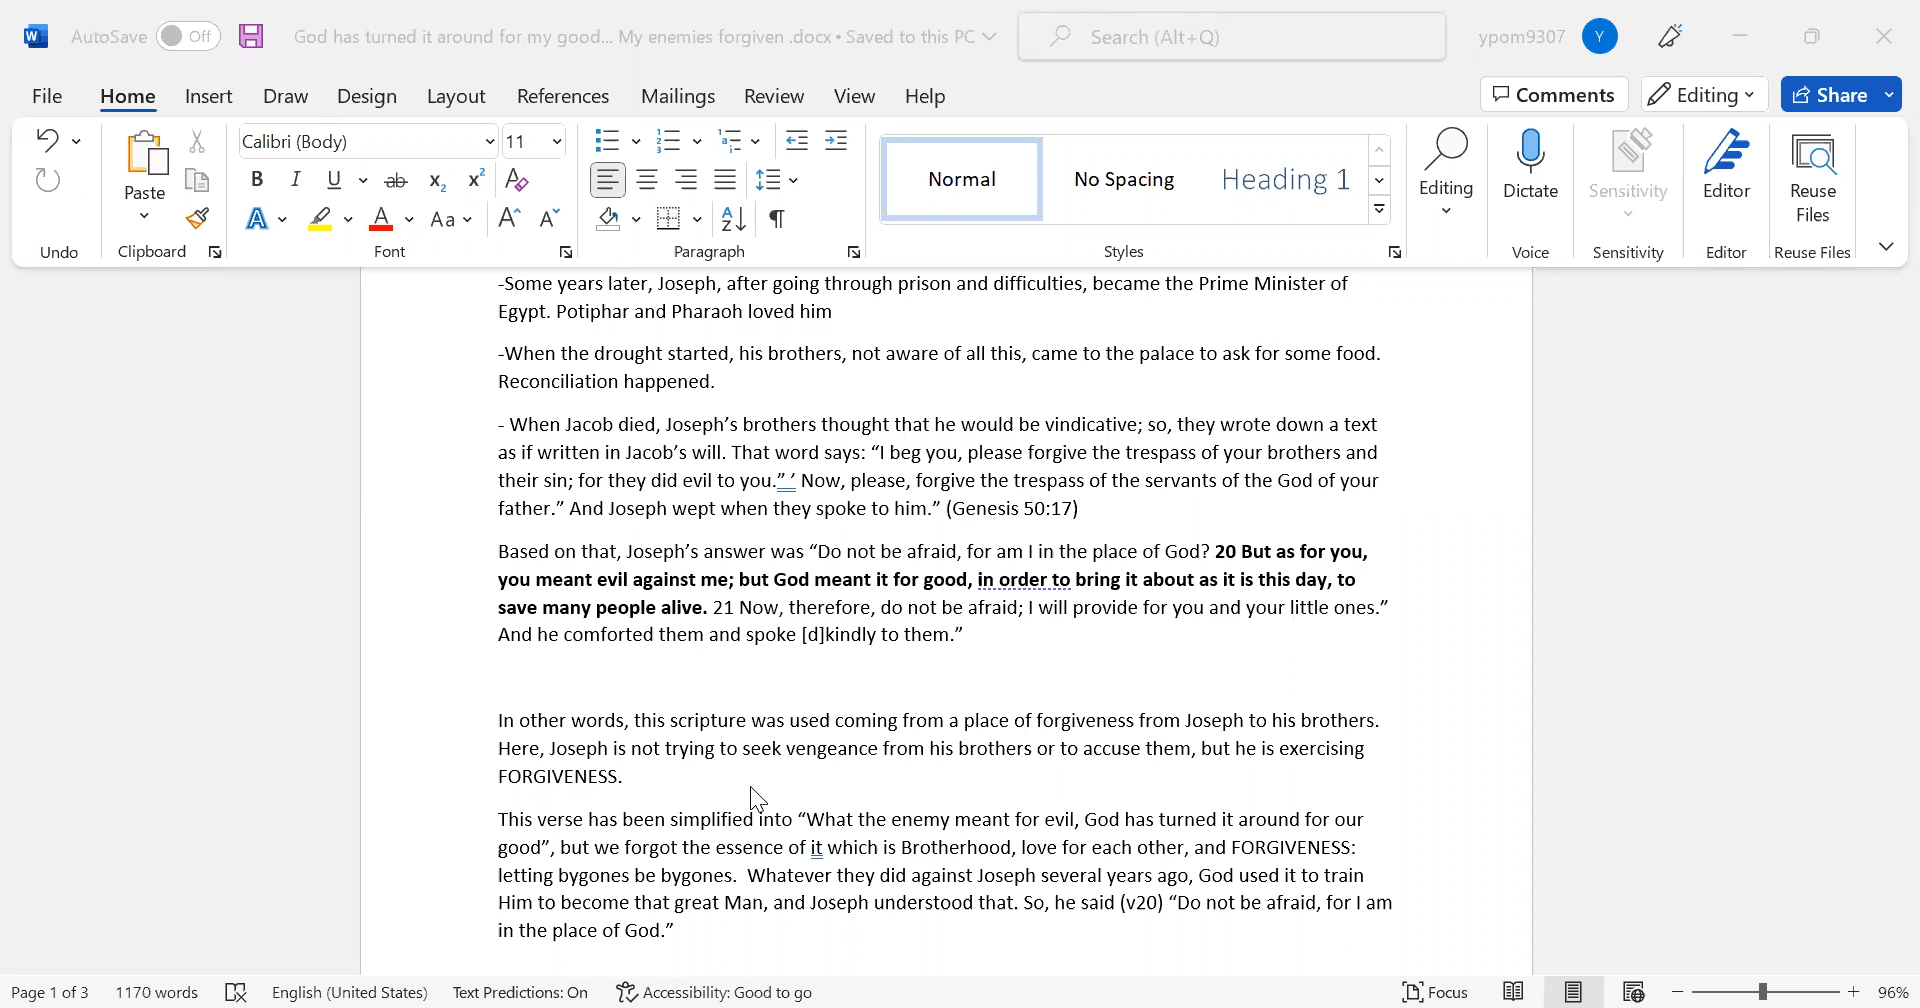 AutoSave Off God has turned it around for my good... My enemies forgiven .docx • Saved to this PC Search (Alt+Q) ypom9307 Y
File Home Insert Draw Design Layout References Mailings Review View Help Comments Editing Share
Calibri (Body) 11
Paste
B I U ab x₂ x² A
A A Aa A A
Normal No Spacing Heading 1
Editing Dictate Sensitivity Editor Reuse Files
Undo Clipboard Font Paragraph Styles Voice Sensitivity Editor Reuse Files
-Some years later, Joseph, after going through prison and difficulties, became the Prime Minister of
Egypt. Potiphar and Pharaoh loved him
-When the drought started, his brothers, not aware of all this, came to the palace to ask for some food.
Reconciliation happened.
- When Jacob died, Joseph’s brothers thought that he would be vindicative; so, they wrote down a text
as if written in Jacob’s will. That word says: “I beg you, please forgive the trespass of your brothers and
their sin; for they did evil to you.” ’ Now, please, forgive the trespass of the servants of the God of your
father.” And Joseph wept when they spoke to him.” (Genesis 50:17)
Based on that, Joseph’s answer was “Do not be afraid, for am I in the place of God? 20 But as for you,
you meant evil against me; but God meant it for good, in order to bring it about as it is this day, to
save many people alive. 21 Now, therefore, do not be afraid; I will provide for you and your little ones.”
And he comforted them and spoke [d]kindly to them.”
In other words, this scripture was used coming from a place of forgiveness from Joseph to his brothers.
Here, Joseph is not trying to seek vengeance from his brothers or to accuse them, but he is exercising
FORGIVENESS.
This verse has been simplified into “What the enemy meant for evil, God has turned it around for our
good”, but we forgot the essence of it which is Brotherhood, love for each other, and FORGIVENESS:
letting bygones be bygones.  Whatever they did against Joseph several years ago, God used it to train
Him to become that great Man, and Joseph understood that. So, he said (v20) “Do not be afraid, for I am
in the place of God.”
Page 1 of 3 1170 words English (United States) Text Predictions: On Accessibility: Good to go Focus 96%